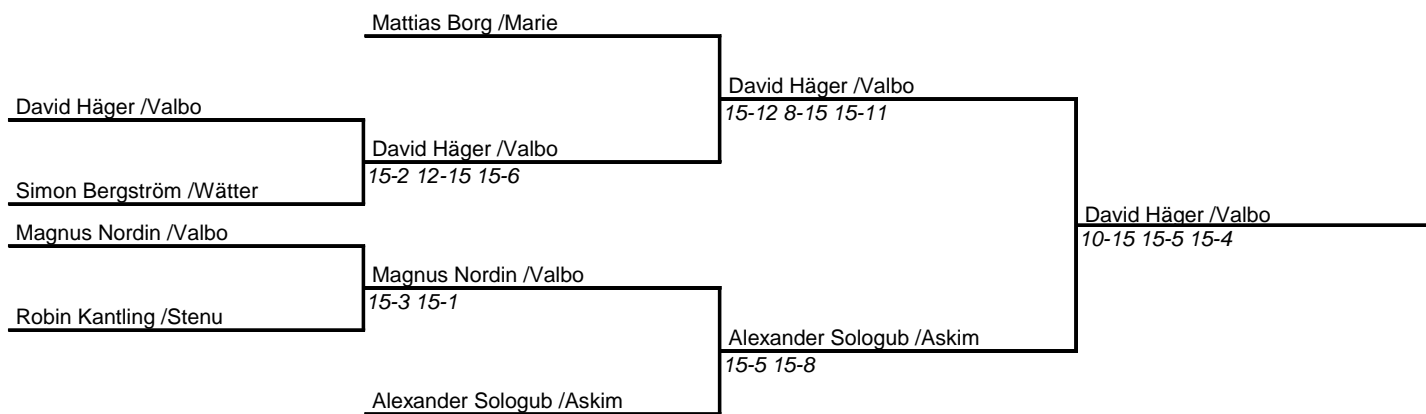 Mattias Borg /Marie
David Häger /Valbo
15-12 8-15 15-11
David Häger /Valbo
David Häger /Valbo
15-2 12-15 15-6
Simon Bergström /Wätter
David Häger /Valbo
10-15 15-5 15-4
Magnus Nordin /Valbo
Magnus Nordin /Valbo
15-3 15-1
Robin Kantling /Stenu
Alexander Sologub /Askim
15-5 15-8
Alexander Sologub /Askim